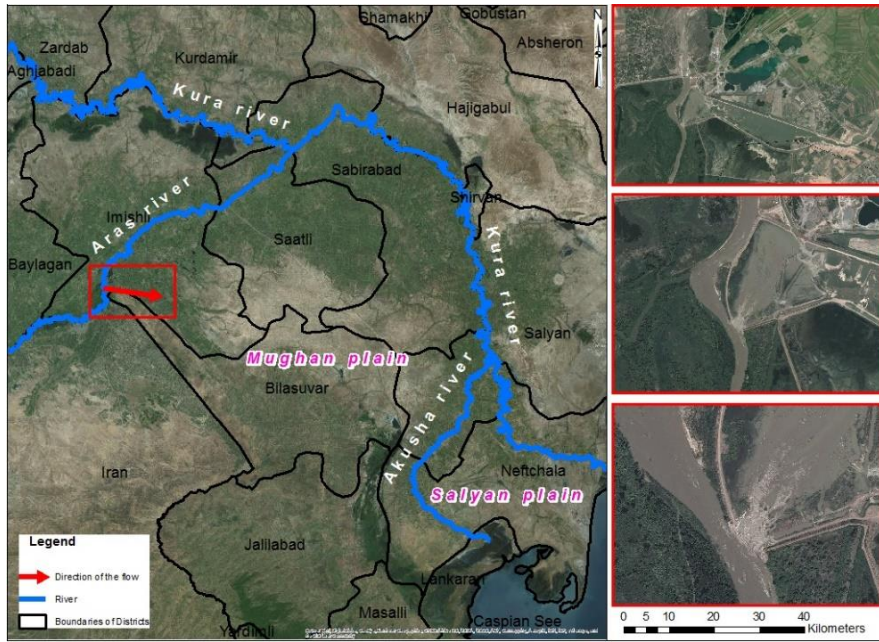 Shamakhi
Gobustan
Zardab
Kurdamir
Absheron
Aghjabadi
N
Kura river
Hajigabul
Sabirabad
Shirvan
Aras river
Imishli
Saatli
Kura river
Baylagan
Salyan
Mughan plain
Bilasuvar
Akusha river
Iran
Neftchala
Salyan plain
Jalilabad
Lankaran
Masalli
Caspian See
Yardimli
Legend
Direction of the flow
River
Boundaries of Districts
0 5 10 20 30 40
Kilometers